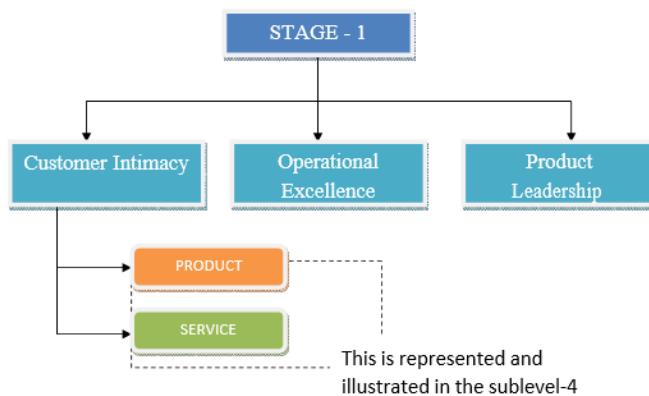 STAGE - 1
Customer Intimacy
Operational
Excellence
Product
Leadership
PRODUCT
SERVICE
This is represented and
illustrated in the sublevel-4